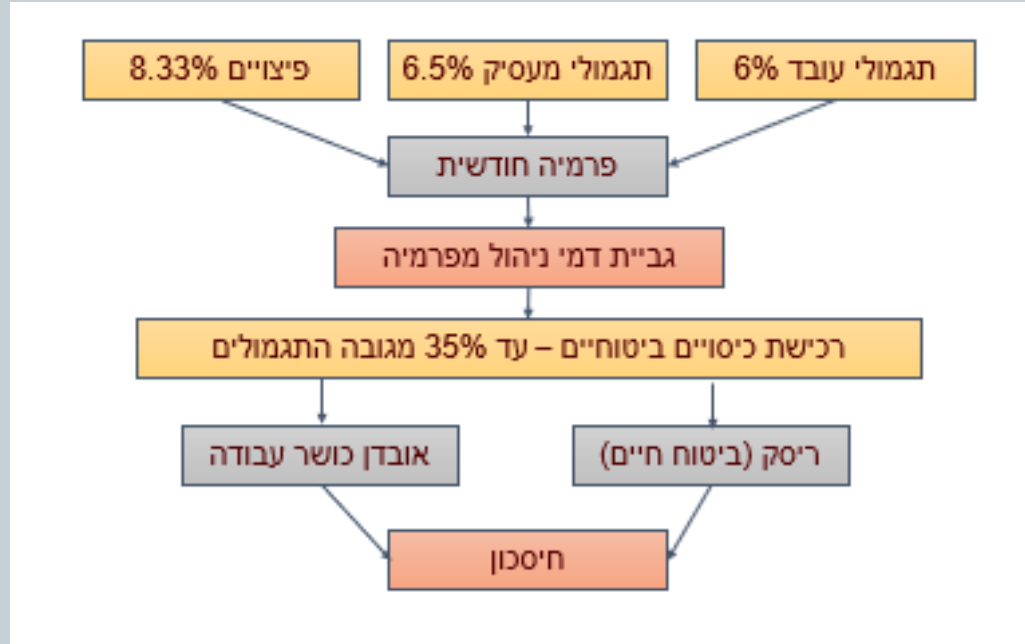 תגמולי עובד 6%
תגמולי מעסיק 6.5%
פיצויים 8.33%
פרמיה חודשית
גביית דמי ניהול מפרמיה
רכישת כיסויים ביטוחיים – עד 35% מגובה התגמולים
ריסק (ביטוח חיים)
אובדן כושר עבודה
חיסכון